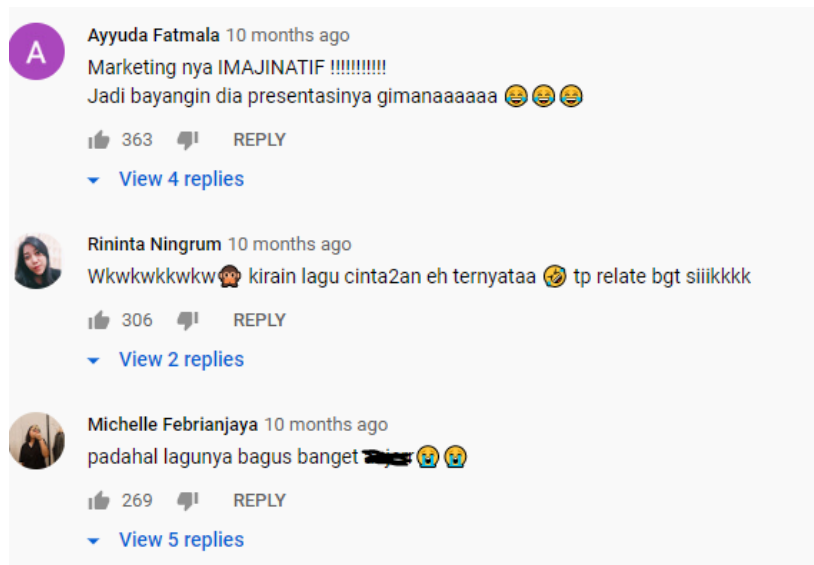 A
Ayyuda Fatmala 10 months ago
Marketing nya IMAJINATIF !!!!!!!!!!!
Jadi bayangin dia presentasinya gimanaaaaaa 😂😂😂
363 REPLY
View 4 replies
Rininta Ningrum 10 months ago
Wkwkwkkwkw🙊 kirain lagu cinta2an eh ternyataa 🤣 tp relate bgt siiikkkk
306 REPLY
View 2 replies
Michelle Febrianjaya 10 months ago
padahal lagunya bagus banget 😭😭
269 REPLY
View 5 replies